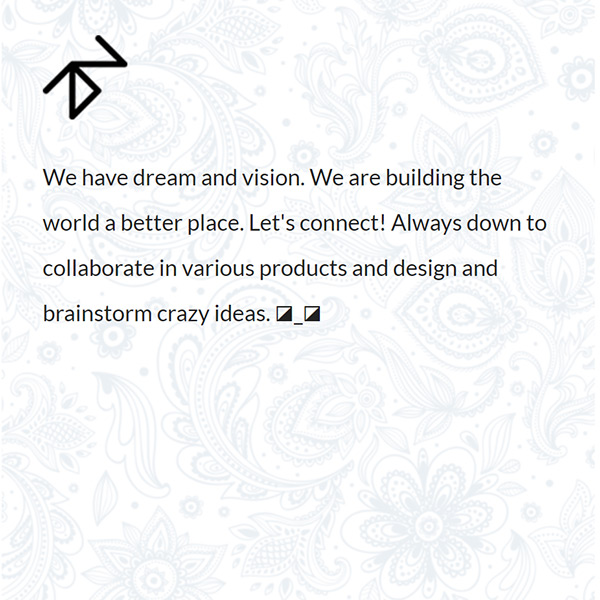 We have dream and vision. We are building the
world a better place. Let's connect! Always down to
collaborate in various products and design and
brainstorm crazy ideas. ◪_◪